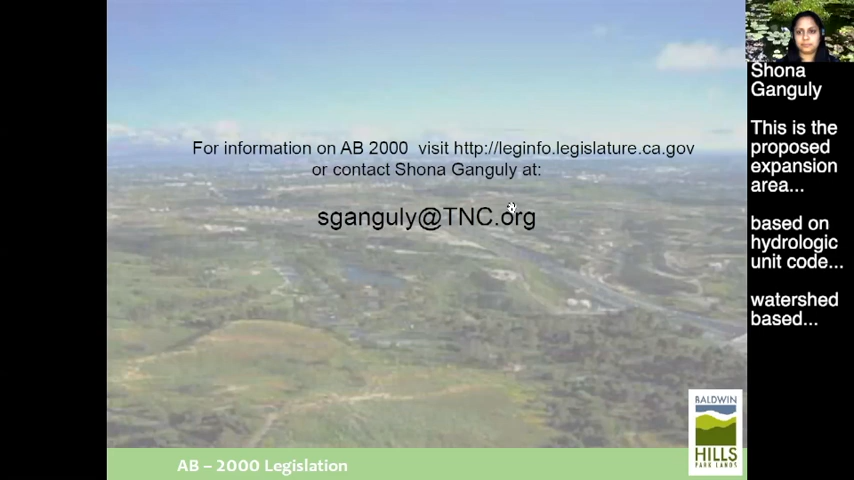 For information on AB 2000 visit http://leginfo.legislature.ca.gov
or contact Shona Ganguly at:
sganguly@TNC.org
AB – 2000 Legislation
BALDWIN
HILLS
PARK LANDS
Shona
Ganguly
This is the
proposed
expansion
area...
based on
hydrologic
unit code...
watershed
based...